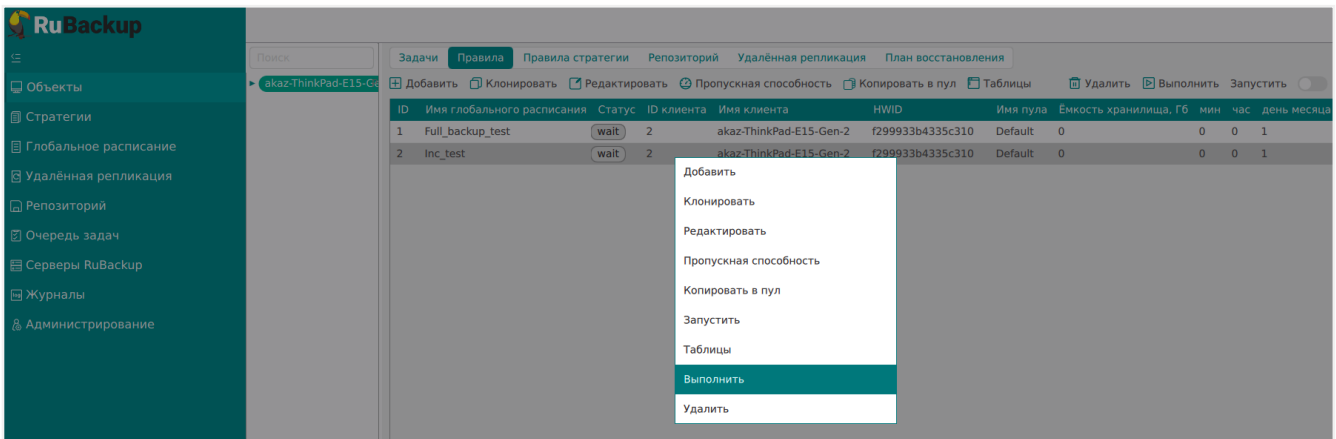 RuBackup
Объекты
Стратегии
Глобальное расписание
Удалённая репликация
Репозиторий
Очередь задач
Серверы RuBackup
Журналы
Администрирование
Поиск
akaz-ThinkPad-E15-Ge
Задачи Правила Правила стратегии Репозиторий Удалённая репликация План восстановления
Добавить Клонировать Редактировать Пропускная способность Копировать в пул Таблицы Удалить Выполнить Запустить
ID Имя глобального расписания Статус ID клиента Имя клиента HWID Имя пула Ёмкость хранилища, Гб мин час день месяца
1 Full_backup_test wait 2 akaz-ThinkPad-E15-Gen-2 f299933b4335c310 Default 0 0 0 1
2 Inc_test wait 2 akaz-ThinkPad-E15-Gen-2 f299933b4335c310 Default 0 0 0 1
Добавить
Клонировать
Редактировать
Пропускная способность
Копировать в пул
Запустить
Таблицы
Выполнить
Удалить